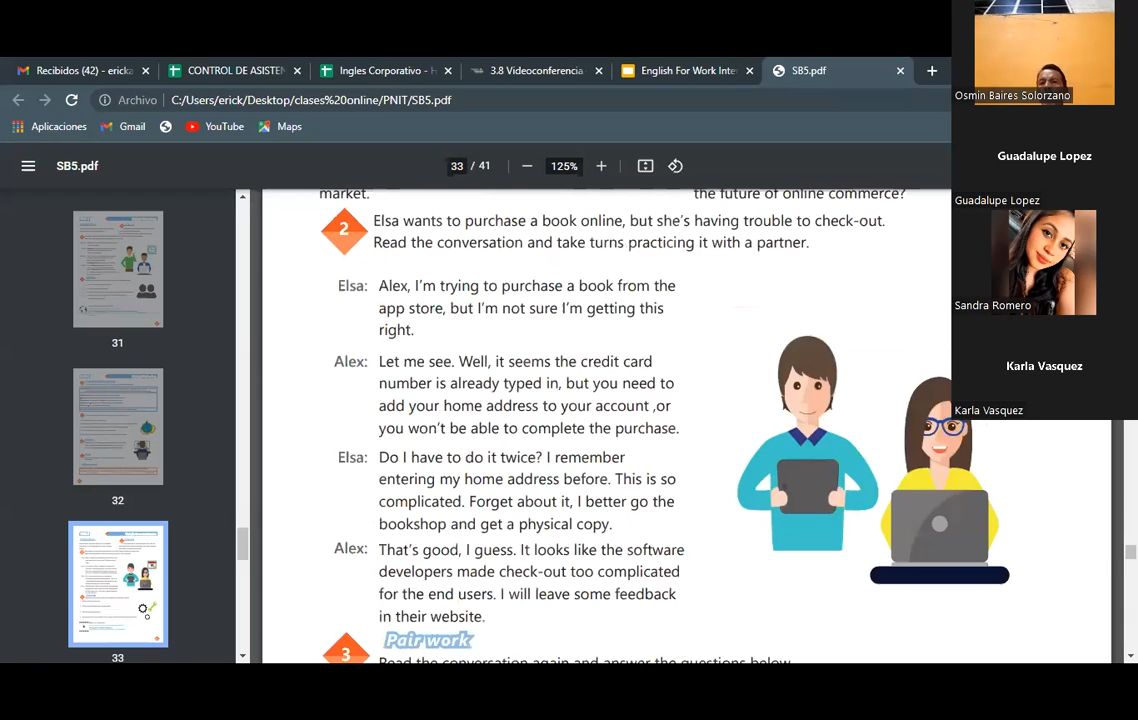 Recibidos (42) - ericka
CONTROL DE ASISTEN
Ingles Corporativo - H
3.8 Videoconferencia
English For Work Inte
SB5.pdf
Archivo
C:/Users/erick/Desktop/clases%20online/PNIT/SB5.pdf
Aplicaciones
Gmail
YouTube
Maps
SB5.pdf
33 / 41
125%
31
32
33
market.
the future of online commerce?
2
Elsa wants to purchase a book online, but she's having trouble to check-out.
Read the conversation and take turns practicing it with a partner.
Elsa: Alex, I'm trying to purchase a book from the
app store, but I'm not sure I'm getting this
right.
Alex: Let me see. Well, it seems the credit card
number is already typed in, but you need to
add your home address to your account ,or
you won't be able to complete the purchase.
Elsa: Do I have to do it twice? I remember
entering my home address before. This is so
complicated. Forget about it, I better go the
bookshop and get a physical copy.
Alex: That's good, I guess. It looks like the software
developers made check-out too complicated
for the end users. I will leave some feedback
in their website.
3
Pair work
Read the conversation again and answer the questions below
Osmin Baires Solorzano
Guadalupe Lopez
Guadalupe Lopez
Sandra Romero
Karla Vasquez
Karla Vasquez